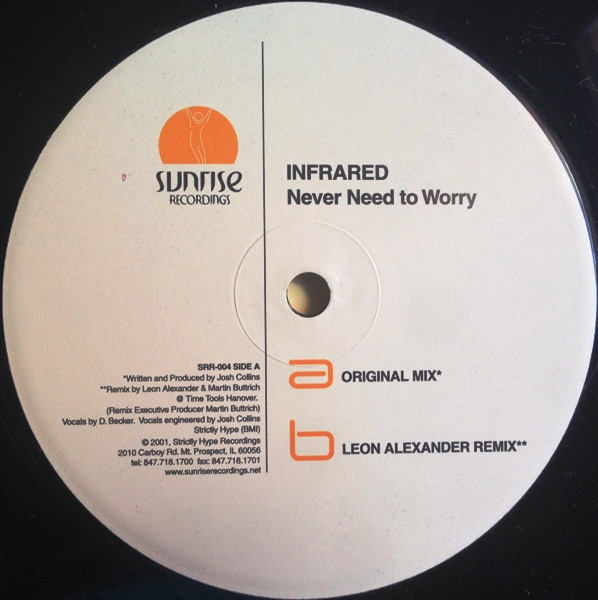 sunrise
RECORDINGS
INFRARED
Never Need to Worry
a ORIGINAL MIX*
b LEON ALEXANDER REMIX**
SRR-004 SIDE A
*Written and Produced by Josh Collins
**Remix by Leon Alexander & Martin Buttrich
@ Time Tools Hanover.
(Remix Executive Producer Martin Buttrich)
Vocals by D. Becker. Vocals engineered by Josh Collins
Strictly Hype (BMI)
© 2001, Strictly Hype Recordings
2010 Carboy Rd. Mt. Prospect, IL 60056
tel: 847.718.1700 fax: 847.718.1701
www.sunriserecordings.net